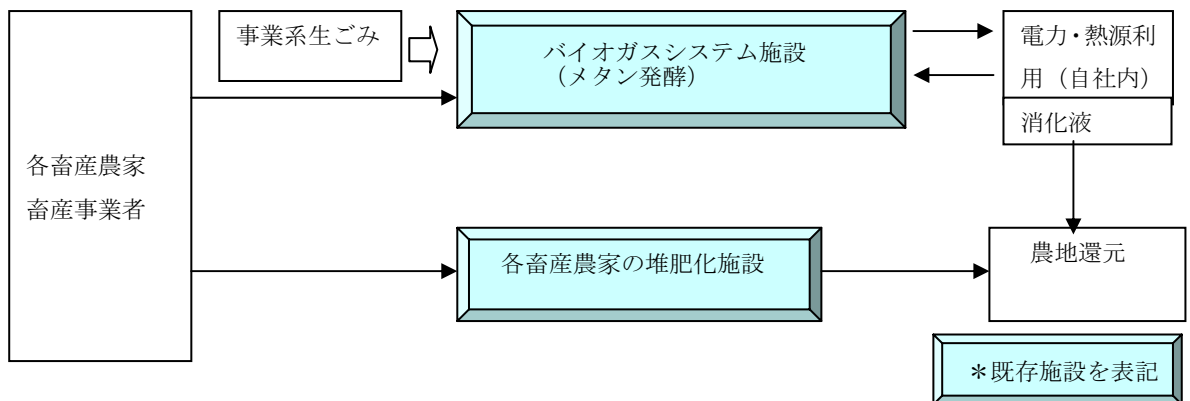 事業系生ごみ
バイオガスシステム施設
（メタン発酵）
電力・熱源利
用（自社内）
消化液
各畜産農家
畜産事業者
各畜産農家の堆肥化施設
農地還元
＊既存施設を表記